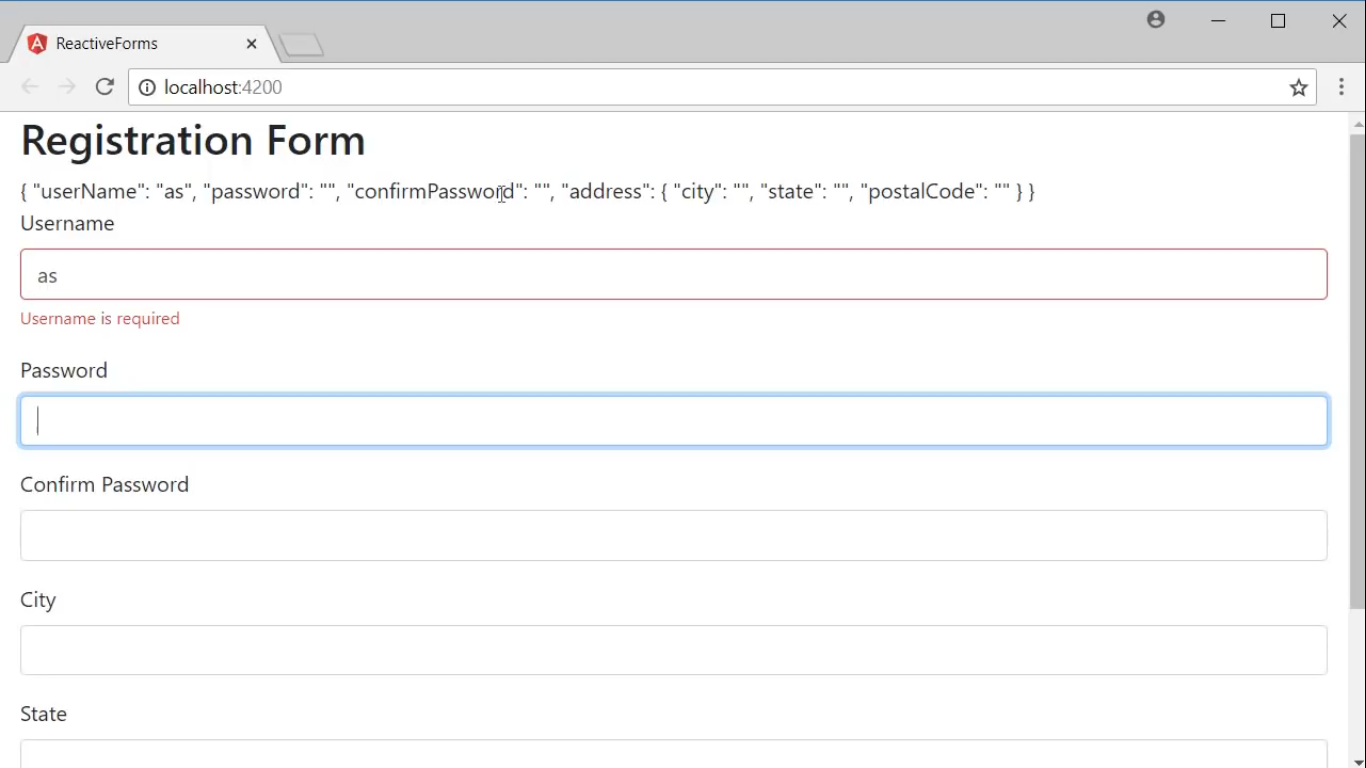 ReactiveForms
localhost:4200
Registration Form
{ "userName": "as", "password": "", "confirmPassword": "", "address": { "city": "", "state": "", "postalCode": "" } }
Username
as
Username is required
Password
Confirm Password
City
State